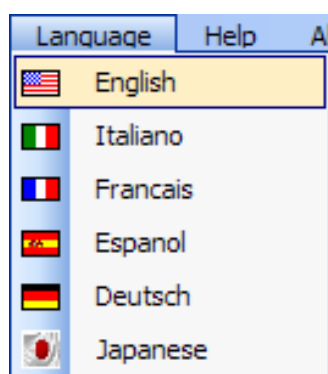 Language Help
English
Italiano
Francais
Espanol
Deutsch
Japanese